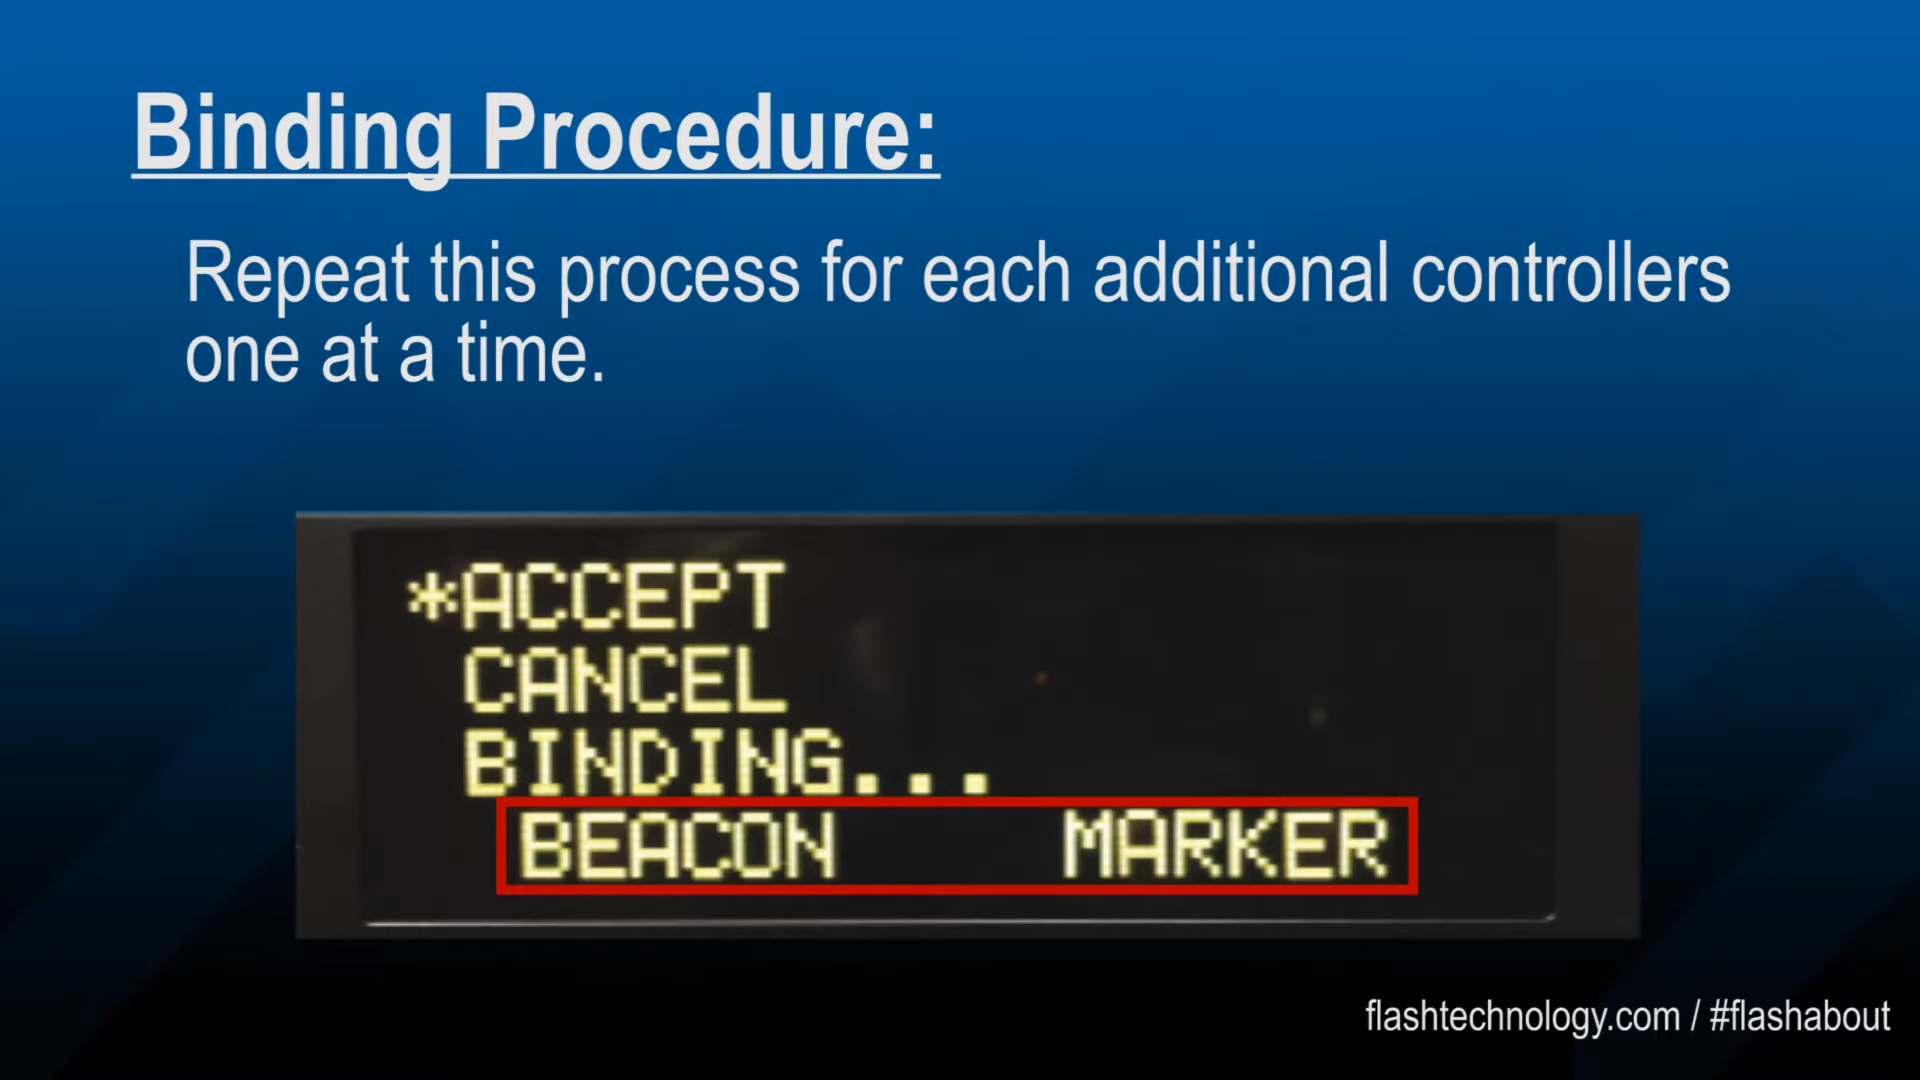 Binding Procedure:
Repeat this process for each additional controllers
one at a time.
*ACCEPT
CANCEL
BINDING...
BEACON MARKER
flashtechnology.com / #flashabout